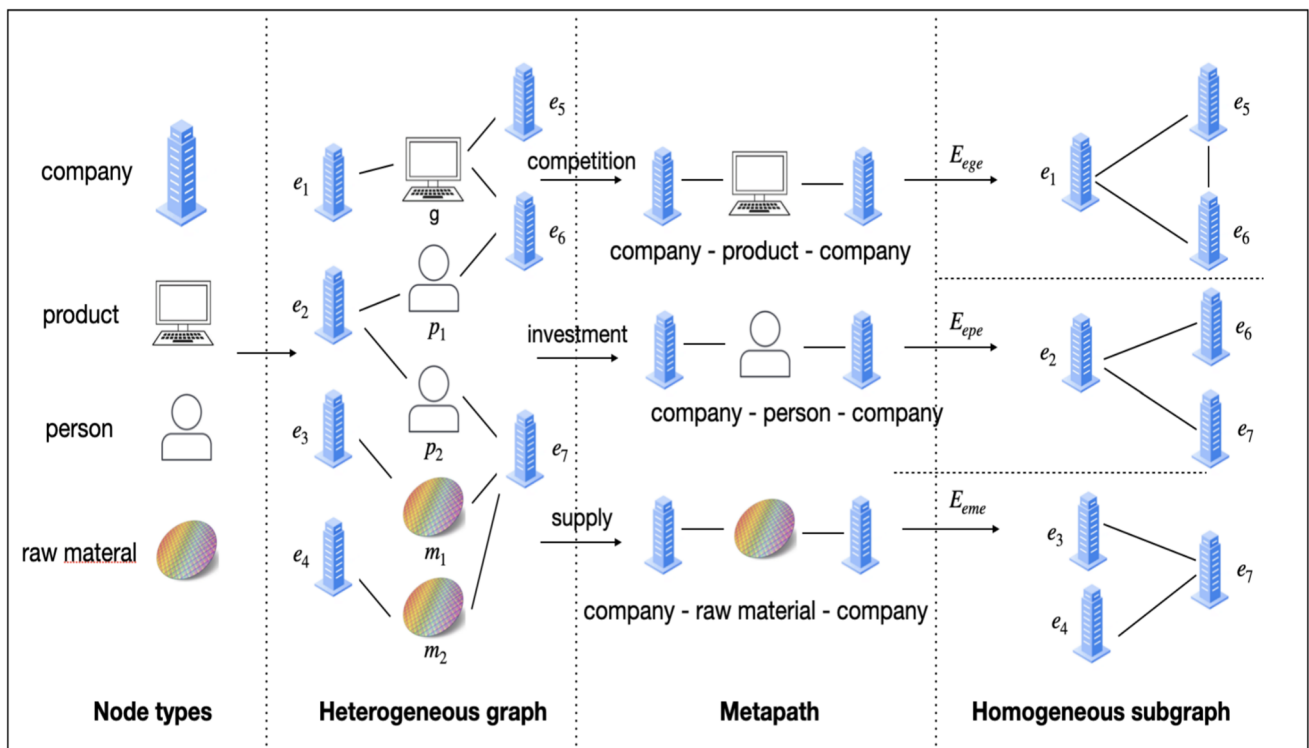 company
product
person
raw materal
e1
e2
e3
e4
g
p1
p2
m1
m2
e5
e6
e7
competition
company - product - company
investment
company - person - company
supply
company - raw material - company
Eege
Eepe
Eeme
e1
e5
e6
e2
e6
e7
e3
e4
e7
Node types
Heterogeneous graph
Metapath
Homogeneous subgraph